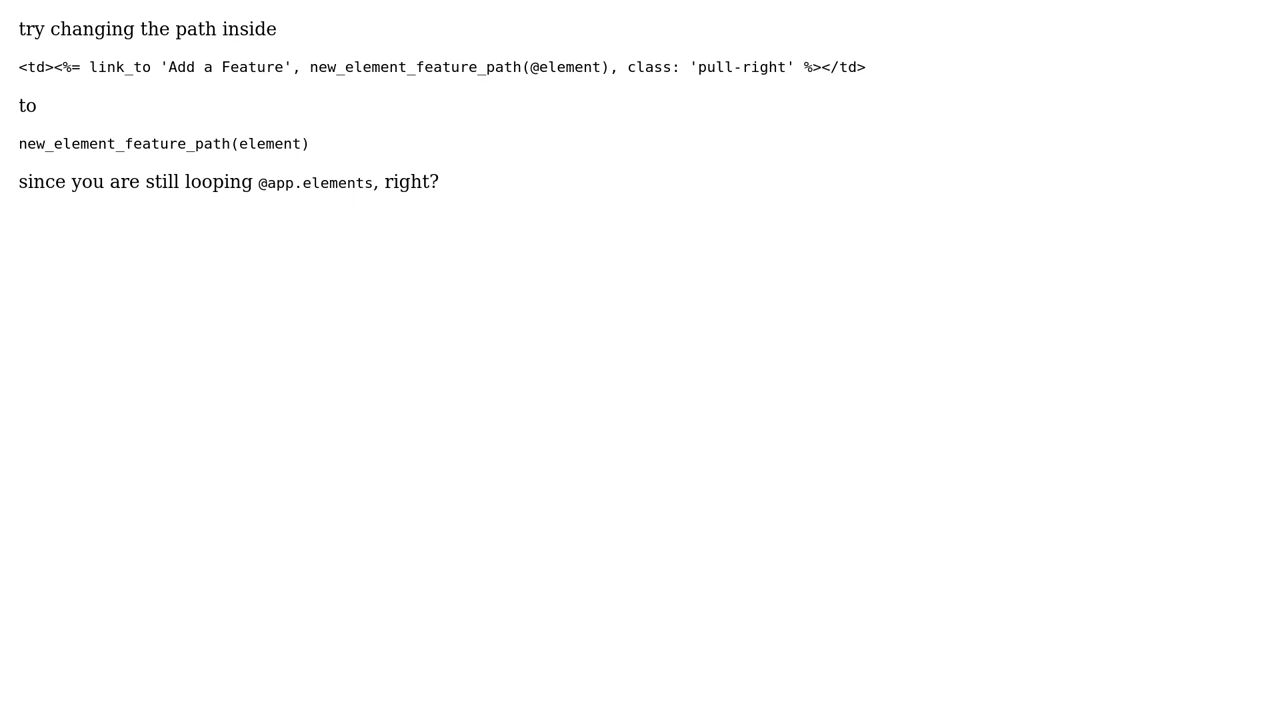 try changing the path inside
<td><%= link_to 'Add a Feature', new_element_feature_path(@element), class: 'pull-right' %></td>
to
new_element_feature_path(element)
since you are still looping @app.elements, right?